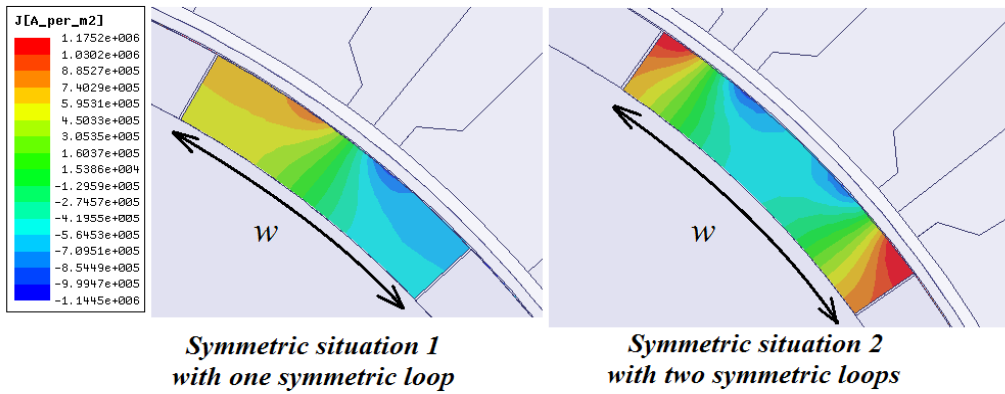 J[A_per_m2]
1.1752e+006
1.0302e+006
8.8527e+005
7.4029e+005
5.9531e+005
4.5033e+005
3.0535e+005
1.6037e+005
1.5386e+004
-1.2959e+005
-2.7457e+005
-4.1955e+005
-5.6453e+005
-7.0951e+005
-8.5449e+005
-9.9947e+005
-1.1445e+006
w
w
Symmetric situation 1
with one symmetric loop
Symmetric situation 2
with two symmetric loops